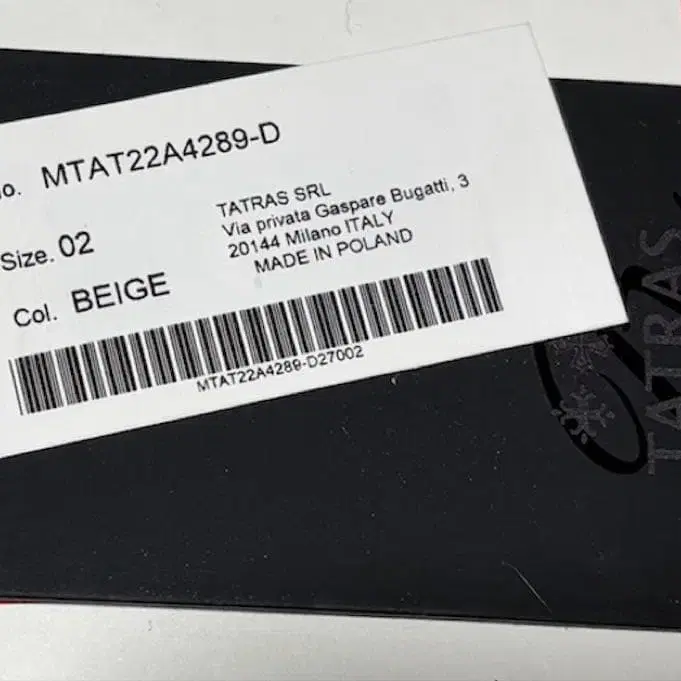 o. MTAT22A4289-D
Size. 02
Col. BEIGE
TATRAS SRL
Via privata Gaspare Bugatti, 3
20144 Milano ITALY
MADE IN POLAND
MTAT22A4289-D27002
TATRAS